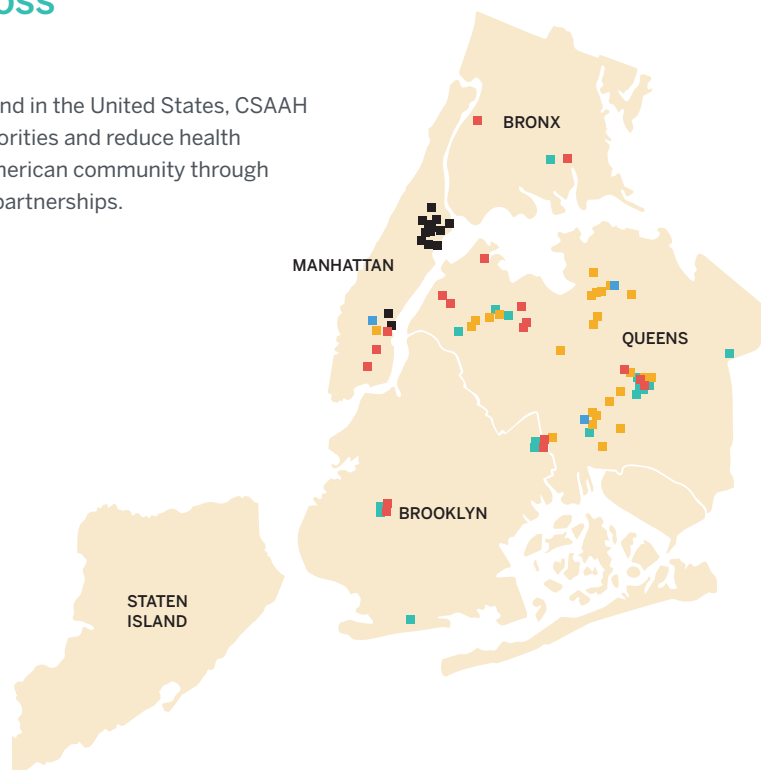 oss
nd in the United States, CSAAH
orities and reduce health
merican community through
partnerships.
BRONX
MANHATTAN
QUEENS
BROOKLYN
STATEN
ISLAND